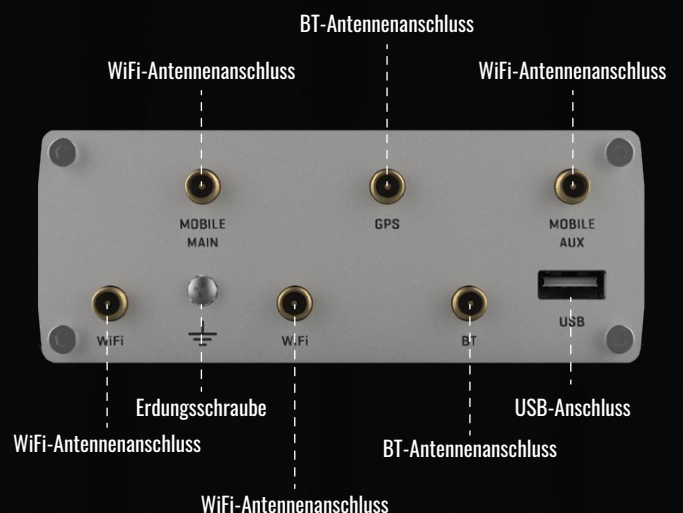 BT-Antennenanschluss
WiFi-Antennenanschluss
WiFi-Antennenanschluss
MOBILE
MAIN
GPS
MOBILE
AUX
WiFi
WiFi
BT
USB
Erdungsschraube
USB-Anschluss
WiFi-Antennenanschluss
BT-Antennenanschluss
WiFi-Antennenanschluss